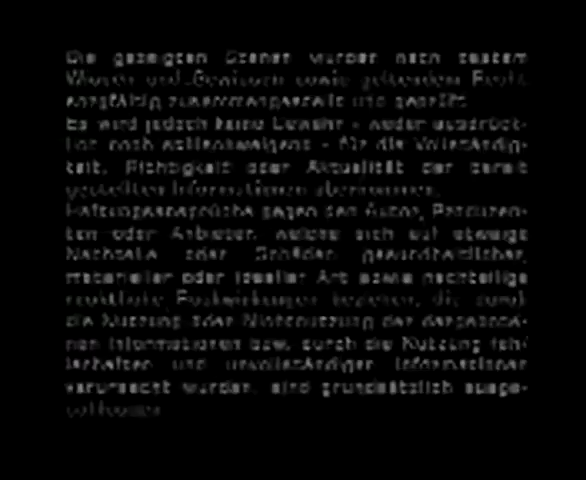 Die gezeigten Szenen wurden nach bestem
Wissen und Gewissen sowie geltendem Recht
sorgfältig zusammengestellt und geprüft.
Es wird jedoch keine Gewähr - weder ausdrück-
lich noch stillschweigend - für die Vollständig-
keit, Richtigkeit oder Aktualität der bereit
gestellten Informationen übernommen.
Haftungsansprüche gegen den Autor, Produzen-
ten oder Anbieter, welche sich auf etwaige
Nachteile oder Schäden gesundheitlicher,
materieller oder ideeller Art sowie nachteilige
rechtliche Rückwirkungen beziehen, die durch
die Nutzung oder Nichtnutzung der dargebote-
nen Informationen bzw. durch die Nutzung feh-
lerhafter und unvollständiger Informationen
verursacht wurden, sind grundsätzlich ausge-
schlossen.